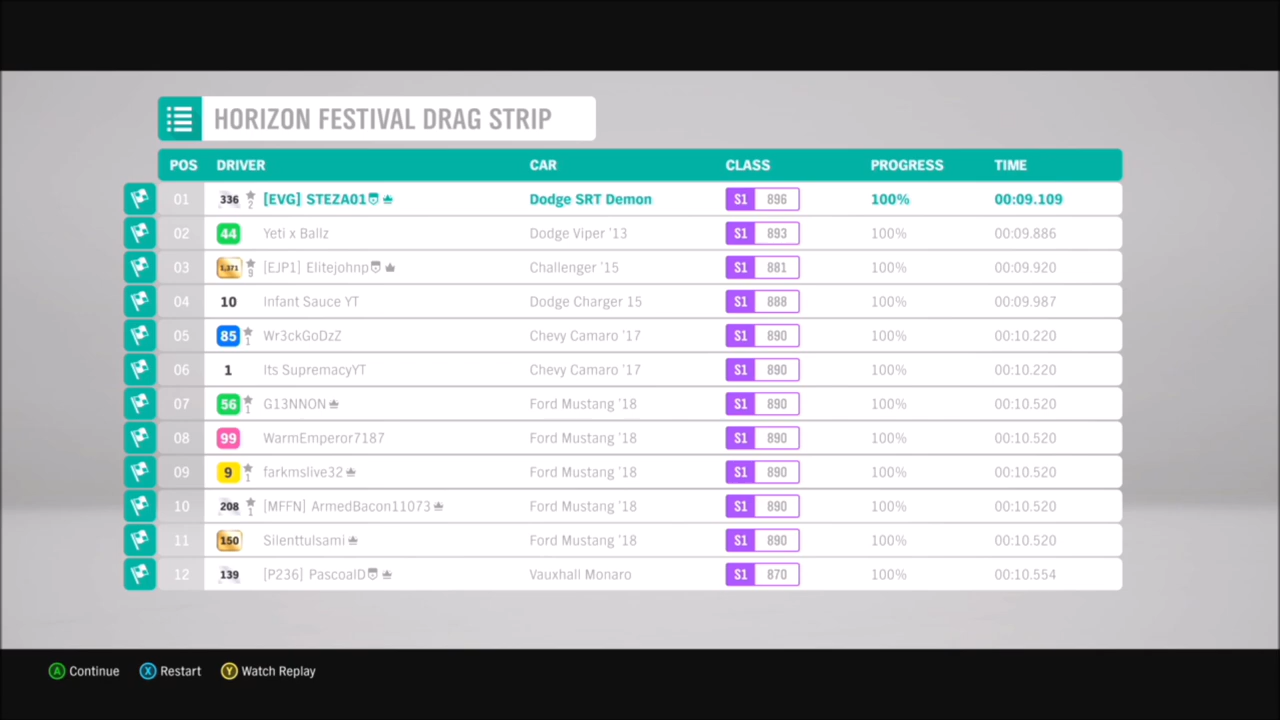 HORIZON FESTIVAL DRAG STRIP
POS DRIVER CAR CLASS PROGRESS TIME
01 336 2 [EVG] STEZA01 Dodge SRT Demon S1 896 100% 00:09.109
02 44 Yeti x Ballz Dodge Viper '13 S1 893 100% 00:09.886
03 1,371 9 [EJP1] Elitejohnp Challenger '15 S1 881 100% 00:09.920
04 10 Infant Sauce YT Dodge Charger 15 S1 888 100% 00:09.987
05 85 1 Wr3ckGoDzZ Chevy Camaro '17 S1 890 100% 00:10.220
06 1 Its SupremacyYT Chevy Camaro '17 S1 890 100% 00:10.220
07 56 1 G13NNON Ford Mustang '18 S1 890 100% 00:10.520
08 99 WarmEmperor7187 Ford Mustang '18 S1 890 100% 00:10.520
09 9 1 farkmslive32 Ford Mustang '18 S1 890 100% 00:10.520
10 208 1 [MFFN] ArmedBacon11073 Ford Mustang '18 S1 890 100% 00:10.520
11 150 Silenttulsami Ford Mustang '18 S1 890 100% 00:10.520
12 139 [P236] PascoalD Vauxhall Monaro S1 870 100% 00:10.554
A Continue X Restart Y Watch Replay